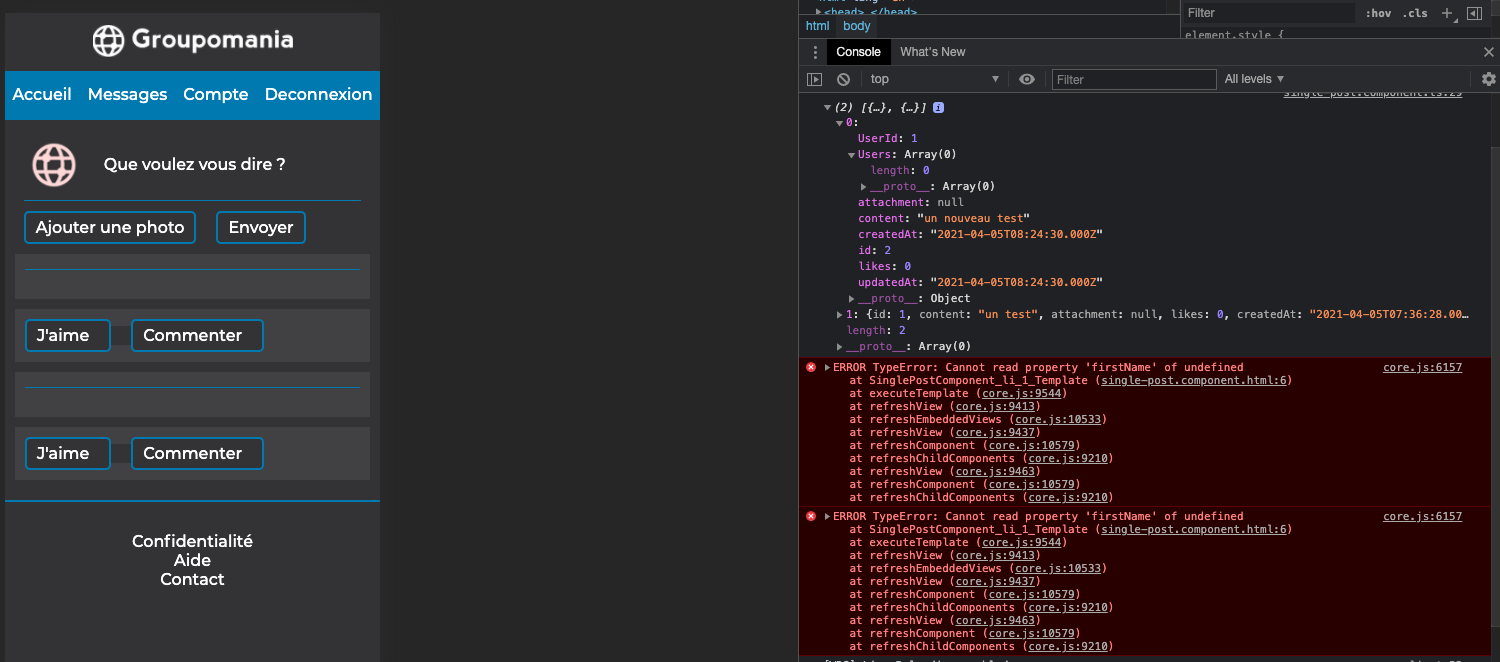 Groupomania
Accueil Messages Compte Deconnexion
Que voulez vous dire ?
Ajouter une photo Envoyer
J'aime Commenter
J'aime Commenter
Confidentialité
Aide
Contact
<head> </head>
html body
Filter :hov .cls
element.style {
Console What's New
top Filter All levels
single-post.component.ts:29
(2) [{…}, {…}]
0:
UserId: 1
Users: Array(0)
length: 0
__proto__: Array(0)
attachment: null
content: "un nouveau test"
createdAt: "2021-04-05T08:24:30.000Z"
id: 2
likes: 0
updatedAt: "2021-04-05T08:24:30.000Z"
__proto__: Object
1: {id: 1, content: "un test", attachment: null, likes: 0, createdAt: "2021-04-05T07:36:28.00…
length: 2
__proto__: Array(0)
ERROR TypeError: Cannot read property 'firstName' of undefined core.js:6157
at SinglePostComponent_li_1_Template (single-post.component.html:6)
at executeTemplate (core.js:9544)
at refreshView (core.js:9413)
at refreshEmbeddedViews (core.js:10533)
at refreshView (core.js:9437)
at refreshComponent (core.js:10579)
at refreshChildComponents (core.js:9210)
at refreshView (core.js:9463)
at refreshComponent (core.js:10579)
at refreshChildComponents (core.js:9210)
ERROR TypeError: Cannot read property 'firstName' of undefined core.js:6157
at SinglePostComponent_li_1_Template (single-post.component.html:6)
at executeTemplate (core.js:9544)
at refreshView (core.js:9413)
at refreshEmbeddedViews (core.js:10533)
at refreshView (core.js:9437)
at refreshComponent (core.js:10579)
at refreshChildComponents (core.js:9210)
at refreshView (core.js:9463)
at refreshComponent (core.js:10579)
at refreshChildComponents (core.js:9210)